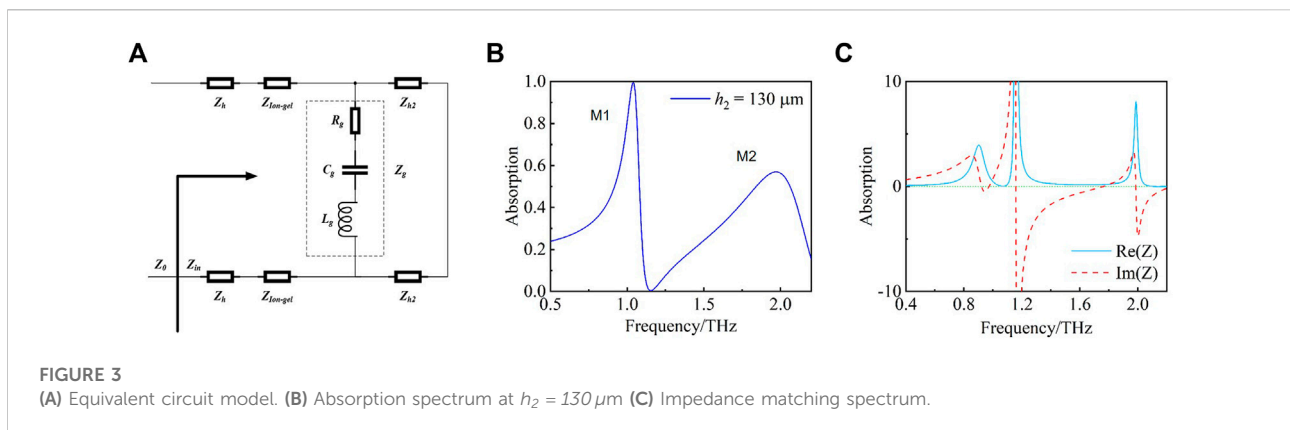 A
Z_h
Z_Ion-gel
Z_h2
R_g
C_g
Z_g
L_g
Z_0
Z_in
Z_h
Z_Ion-gel
Z_h2
B
1.0
0.8
0.6
0.4
0.2
0.0
Absorption
h₂ = 130 μm
M1
M2
0.5 1.0 1.5 2.0
Frequency/THz
C
10
0
-10
Absorption
Re(Z)
Im(Z)
0.4 0.8 1.2 1.6 2.0
Frequency/THz
FIGURE 3
(A) Equivalent circuit model. (B) Absorption spectrum at h₂ = 130 μm (C) Impedance matching spectrum.